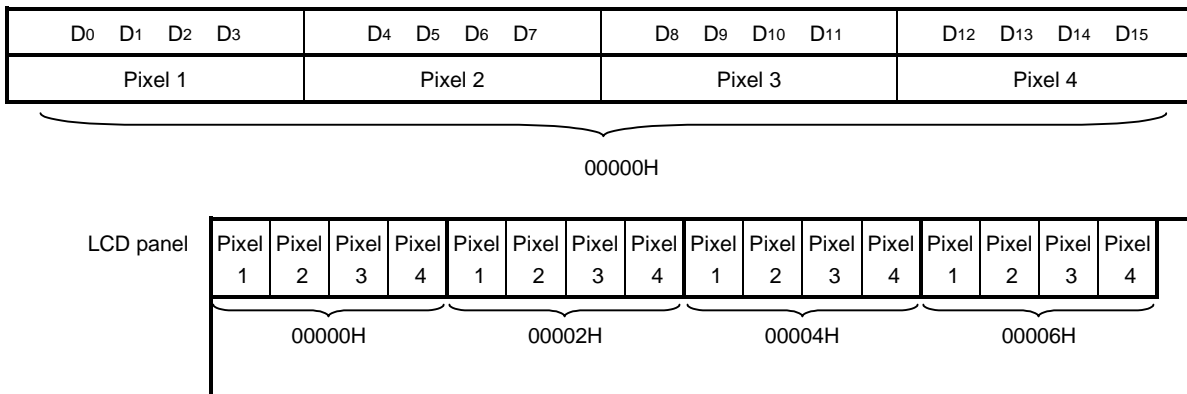 D0 D1 D2 D3 D4 D5 D6 D7 D8 D9 D10 D11 D12 D13 D14 D15
Pixel 1 Pixel 2 Pixel 3 Pixel 4
00000H
LCD panel Pixel Pixel Pixel Pixel Pixel Pixel Pixel Pixel Pixel Pixel Pixel Pixel Pixel Pixel Pixel Pixel
1 2 3 4 1 2 3 4 1 2 3 4 1 2 3 4
00000H 00002H 00004H 00006H